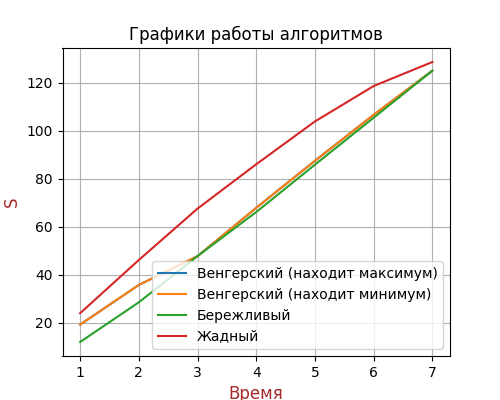 Графики работы алгоритмов
S
120
100
80
60
40
20
Венгерский (находит максимум)
Венгерский (находит минимум)
Бережливый
Жадный
1 2 3 4 5 6 7
Время